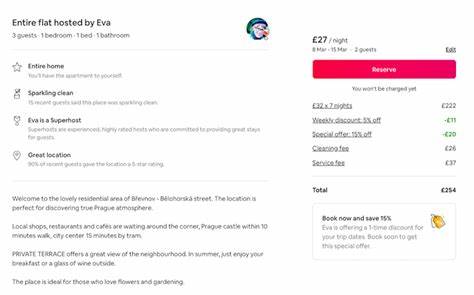 Entire flat hosted by Eva
3 guests · 1 bedroom · 1 bed · 1 bathroom
Entire home
You'll have the apartment to yourself.
Sparkling clean
15 recent guests said this place was sparkling clean.
Eva is a Superhost
Superhosts are experienced, highly rated hosts who are committed to providing great stays
for guests.
Great location
90% of recent guests gave the location a 5-star rating.
Welcome to the lovely residential area of Břevnov - Bělohorská street. The location is
perfect for discovering true Prague atmosphere.
Local shops, restaurants and cafés are waiting around the corner, Prague castle within 10
minutes walk, city center 15 minutes by tram.
PRIVATE TERRACE offers a great view of the neighbourhood. In summer, just enjoy your
breakfast or a glass of wine outside.
The place is ideal for those who love flowers and gardening.
£27 / night
8 Mar - 15 Mar · 2 guests
Edit
Reserve
You won't be charged yet
£32 x 7 nights £222
Weekly discount: 5% off -£11
Special offer: 15% off -£20
Cleaning fee £26
Service fee £37
Total £254
Book now and save 15%
Eva is offering a 1-time discount for
your trip dates. Book soon to get
this special offer.